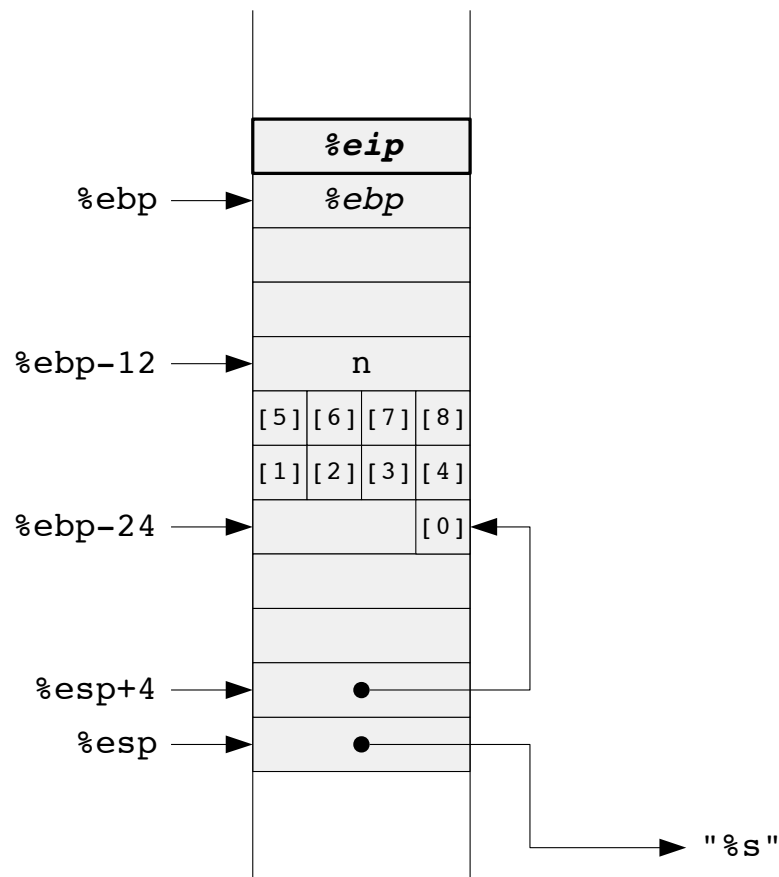 %eip
%ebp %ebp
%ebp-12 n
[5] [6] [7] [8]
[1] [2] [3] [4]
%ebp-24 [0]
%esp+4
%esp
"%s"